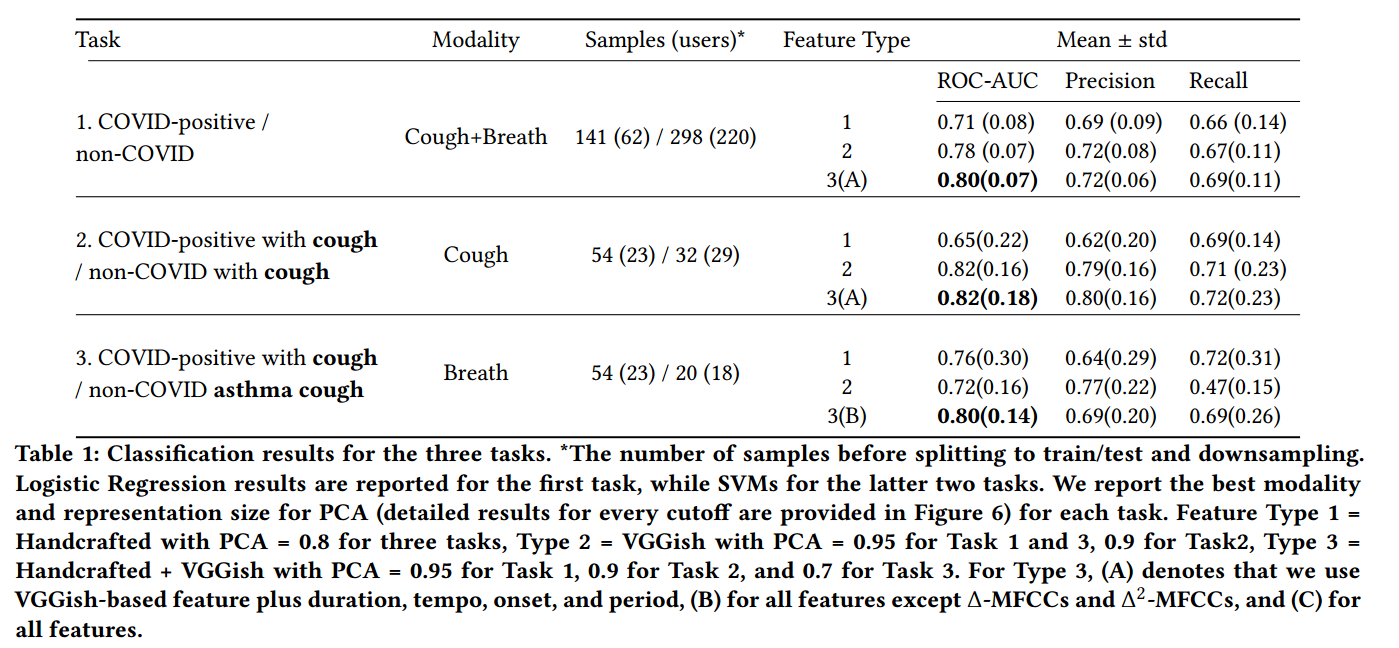 Task Modality Samples (users)* Feature Type Mean ± std
ROC-AUC Precision Recall
1. COVID-positive /
non-COVID
Cough+Breath 141 (62) / 298 (220)
1 0.71 (0.08) 0.69 (0.09) 0.66 (0.14)
2 0.78 (0.07) 0.72(0.08) 0.67(0.11)
3(A) 0.80(0.07) 0.72(0.06) 0.69(0.11)
2. COVID-positive with cough
/ non-COVID with cough
Cough 54 (23) / 32 (29)
1 0.65(0.22) 0.62(0.20) 0.69(0.14)
2 0.82(0.16) 0.79(0.16) 0.71 (0.23)
3(A) 0.82(0.18) 0.80(0.16) 0.72(0.23)
3. COVID-positive with cough
/ non-COVID asthma cough
Breath 54 (23) / 20 (18)
1 0.76(0.30) 0.64(0.29) 0.72(0.31)
2 0.72(0.16) 0.77(0.22) 0.47(0.15)
3(B) 0.80(0.14) 0.69(0.20) 0.69(0.26)
Table 1: Classification results for the three tasks. *The number of samples before splitting to train/test and downsampling.
Logistic Regression results are reported for the first task, while SVMs for the latter two tasks. We report the best modality
and representation size for PCA (detailed results for every cutoff are provided in Figure 6) for each task. Feature Type 1 =
Handcrafted with PCA = 0.8 for three tasks, Type 2 = VGGish with PCA = 0.95 for Task 1 and 3, 0.9 for Task2, Type 3 =
Handcrafted + VGGish with PCA = 0.95 for Task 1, 0.9 for Task 2, and 0.7 for Task 3. For Type 3, (A) denotes that we use
VGGish-based feature plus duration, tempo, onset, and period, (B) for all features except Δ-MFCCs and Δ²-MFCCs, and (C) for
all features.